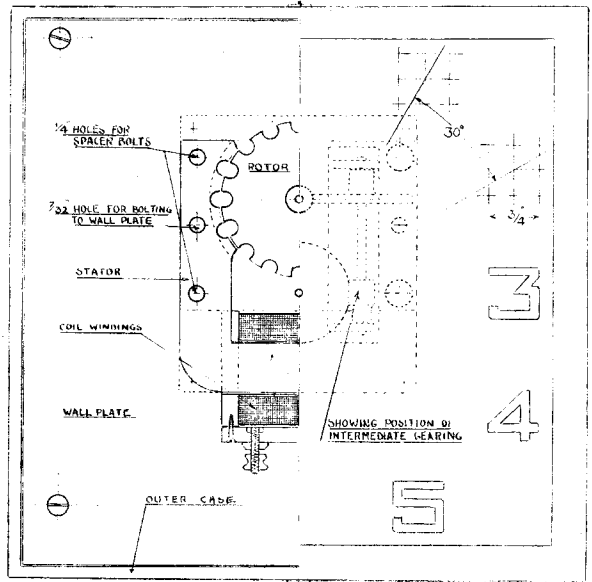 30°
1/4" HOLES FOR
SPACER BOLTS
ROTOR
7/32" HOLE FOR BOLTING
TO WALL PLATE
3/4"
STATOR
3
COIL WINDINGS
WALL PLATE
SHOWING POSITION OF
INTERMEDIATE GEARING
4
OUTER CASE.
5